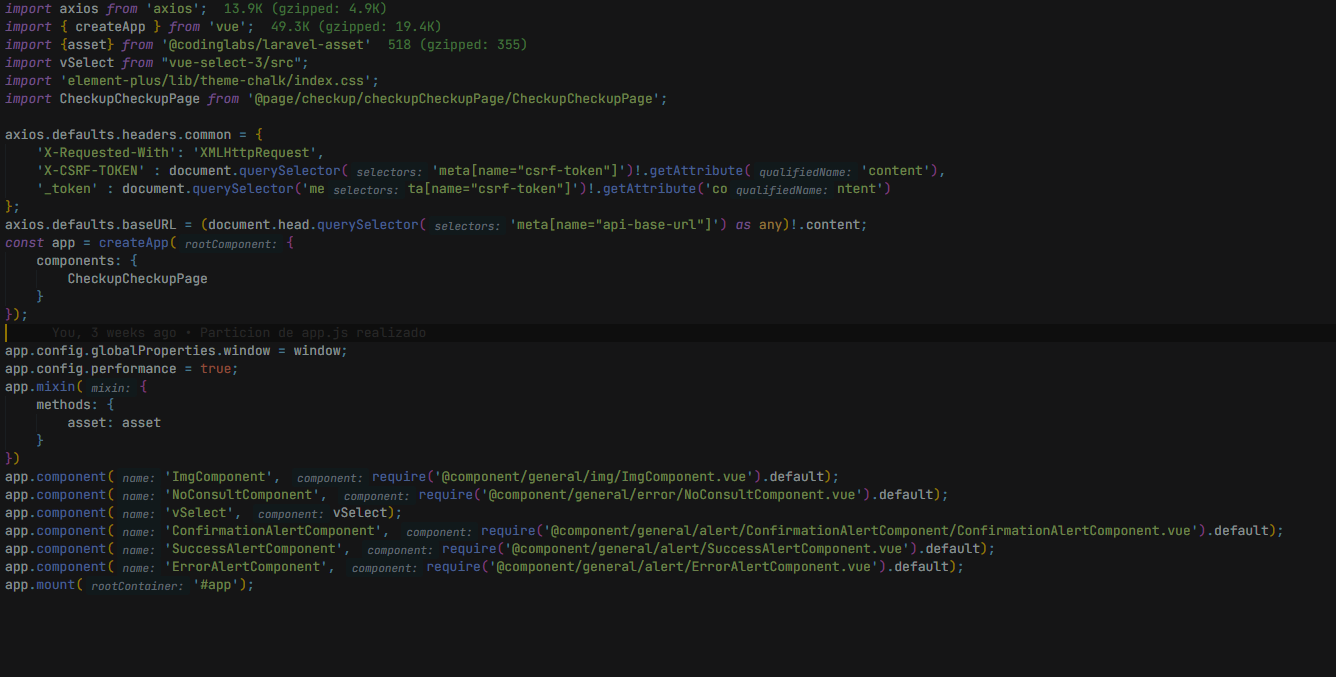 import axios from 'axios';  13.9K (gzipped: 4.9K)
import { createApp } from 'vue';  49.3K (gzipped: 19.4K)
import {asset} from '@codinglabs/laravel-asset'  518 (gzipped: 355)
import vSelect from "vue-select-3/src";
import 'element-plus/lib/theme-chalk/index.css';
import CheckupCheckupPage from '@page/checkup/checkupCheckupPage/CheckupCheckupPage';

axios.defaults.headers.common = {
    'X-Requested-With': 'XMLHttpRequest',
    'X-CSRF-TOKEN' : document.querySelector( selectors: 'meta[name="csrf-token"]')!.getAttribute( qualifiedName: 'content'),
    '_token' : document.querySelector('me selectors: ta[name="csrf-token"]')!.getAttribute('co qualifiedName: ntent')
};
axios.defaults.baseURL = (document.head.querySelector( selectors: 'meta[name="api-base-url"]') as any)!.content;
const app = createApp( rootComponent: {
    components: {
        CheckupCheckupPage
    }
});
You, 3 weeks ago • Particion de app.js realizado
app.config.globalProperties.window = window;
app.config.performance = true;
app.mixin( mixin: {
    methods: {
        asset: asset
    }
})
app.component( name: 'ImgComponent', component: require('@component/general/img/ImgComponent.vue').default);
app.component( name: 'NoConsultComponent', component: require('@component/general/error/NoConsultComponent.vue').default);
app.component( name: 'vSelect', component: vSelect);
app.component( name: 'ConfirmationAlertComponent', component: require('@component/general/alert/ConfirmationAlertComponent/ConfirmationAlertComponent.vue').default);
app.component( name: 'SuccessAlertComponent', component: require('@component/general/alert/SuccessAlertComponent.vue').default);
app.component( name: 'ErrorAlertComponent', component: require('@component/general/alert/ErrorAlertComponent.vue').default);
app.mount( rootContainer: '#app');